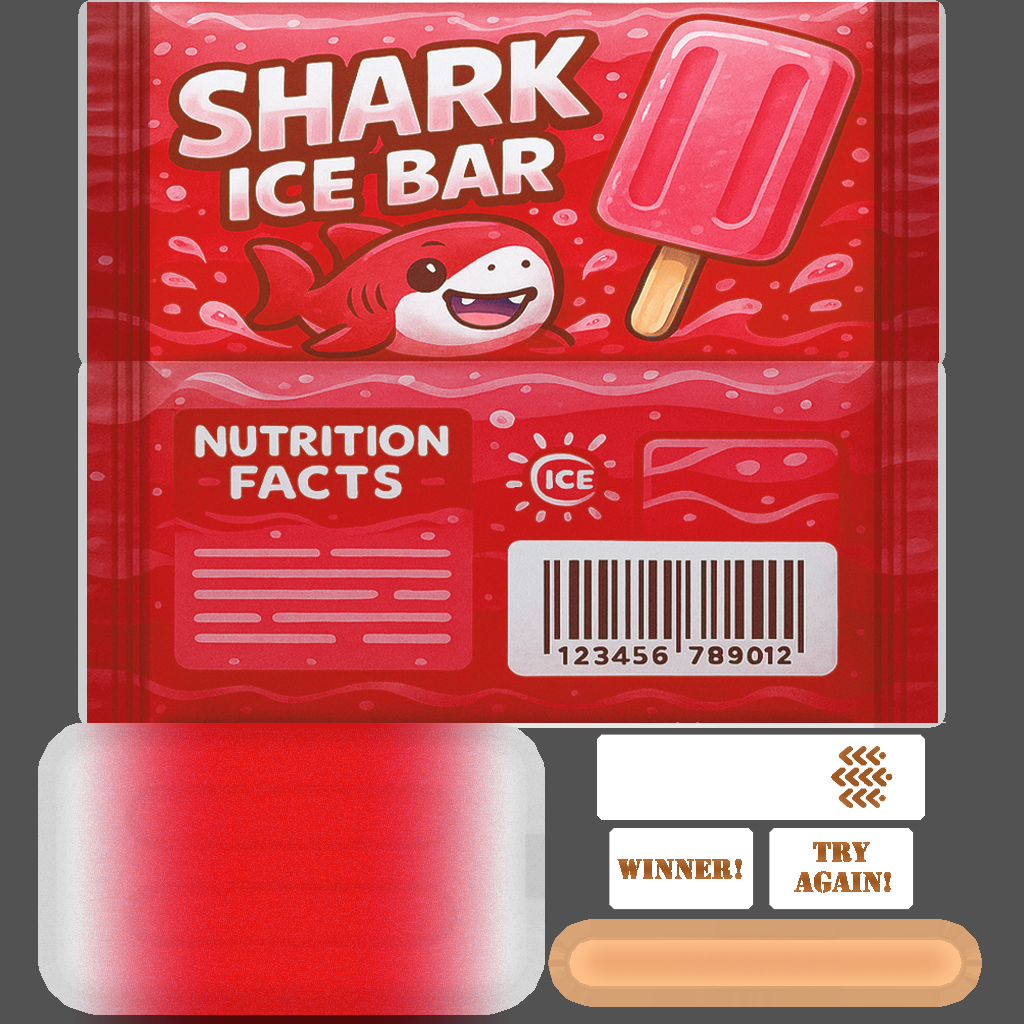 SHARK
ICE BAR
NUTRITION
FACTS
ICE
123456 789012
WINNER!
TRY
AGAIN!